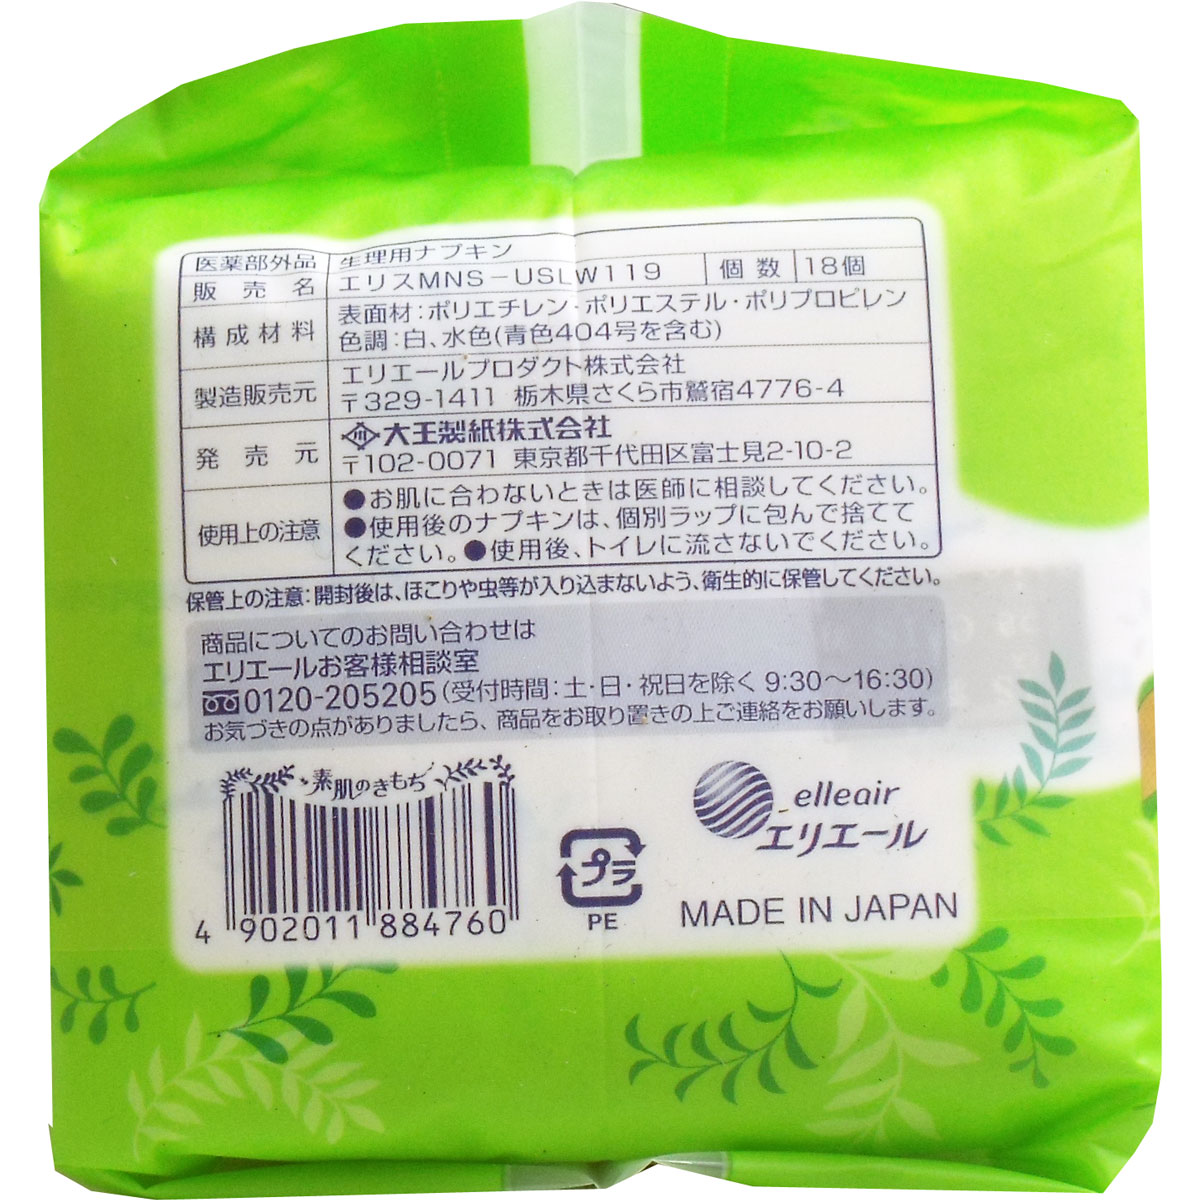 医薬部外品 生理用ナプキン
販売名 エリスMNS-USLW119 個数 18個
構成材料 表面材:ポリエチレン・ポリエステル・ポリプロピレン
色調:白、水色(青色404号を含む)
製造販売元 エリエールプロダクト株式会社
〒329-1411 栃木県さくら市鷲宿4776-4
発売元 大王製紙株式会社
〒102-0071 東京都千代田区富士見2-10-2
使用上の注意 ●お肌に合わないときは医師に相談してください。
●使用後のナプキンは、個別ラップに包んで捨てて
ください。●使用後、トイレに流さないでください。
保管上の注意:開封後は、ほこりや虫等が入り込まないよう、衛生的に保管してください。
商品についてのお問い合わせは
エリエールお客様相談室
0120-205205(受付時間:土・日・祝日を除く 9:30〜16:30)
お気づきの点がありましたら、商品をお取り置きの上ご連絡をお願いします。
素肌のきもち
4 902011 884760
プラ
PE
elleair
エリエール
MADE IN JAPAN